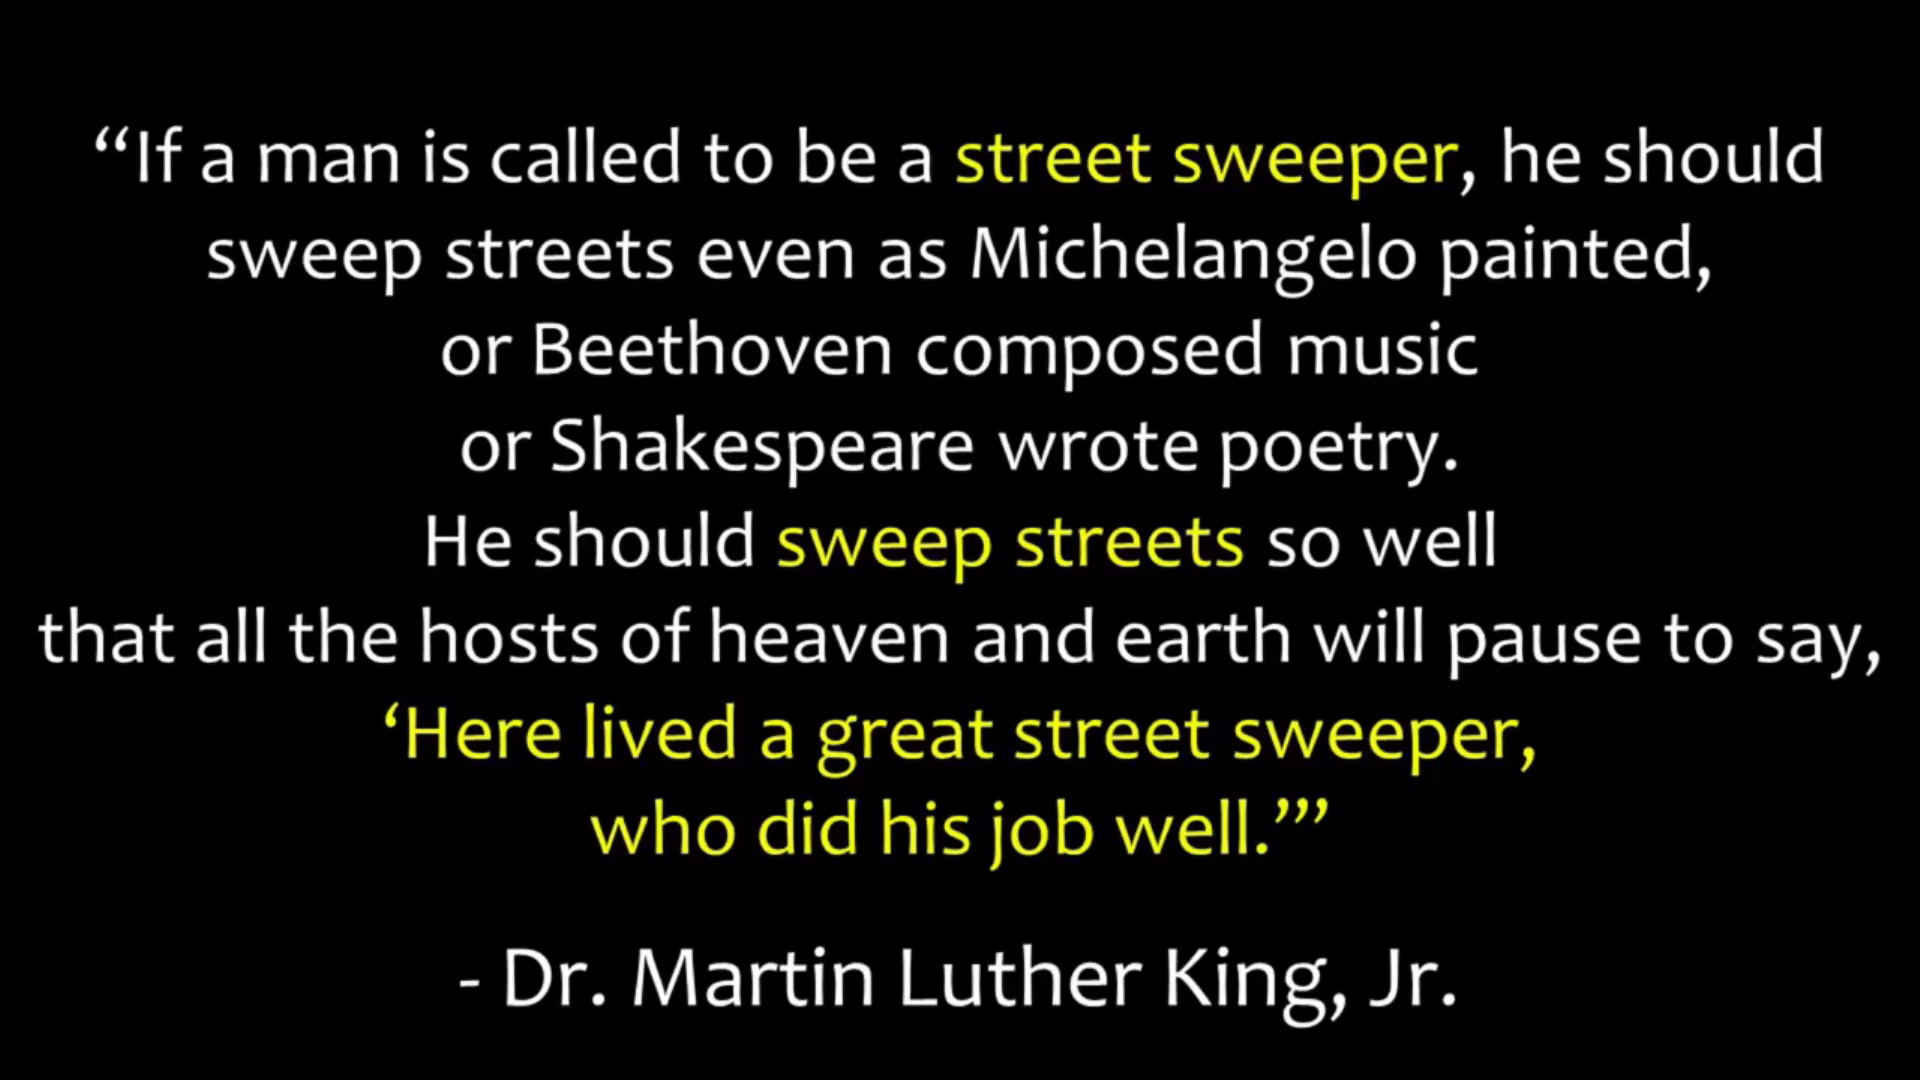 “If a man is called to be a street sweeper, he should
sweep streets even as Michelangelo painted,
or Beethoven composed music
or Shakespeare wrote poetry.
He should sweep streets so well
that all the hosts of heaven and earth will pause to say,
‘Here lived a great street sweeper,
who did his job well.’”
- Dr. Martin Luther King, Jr.